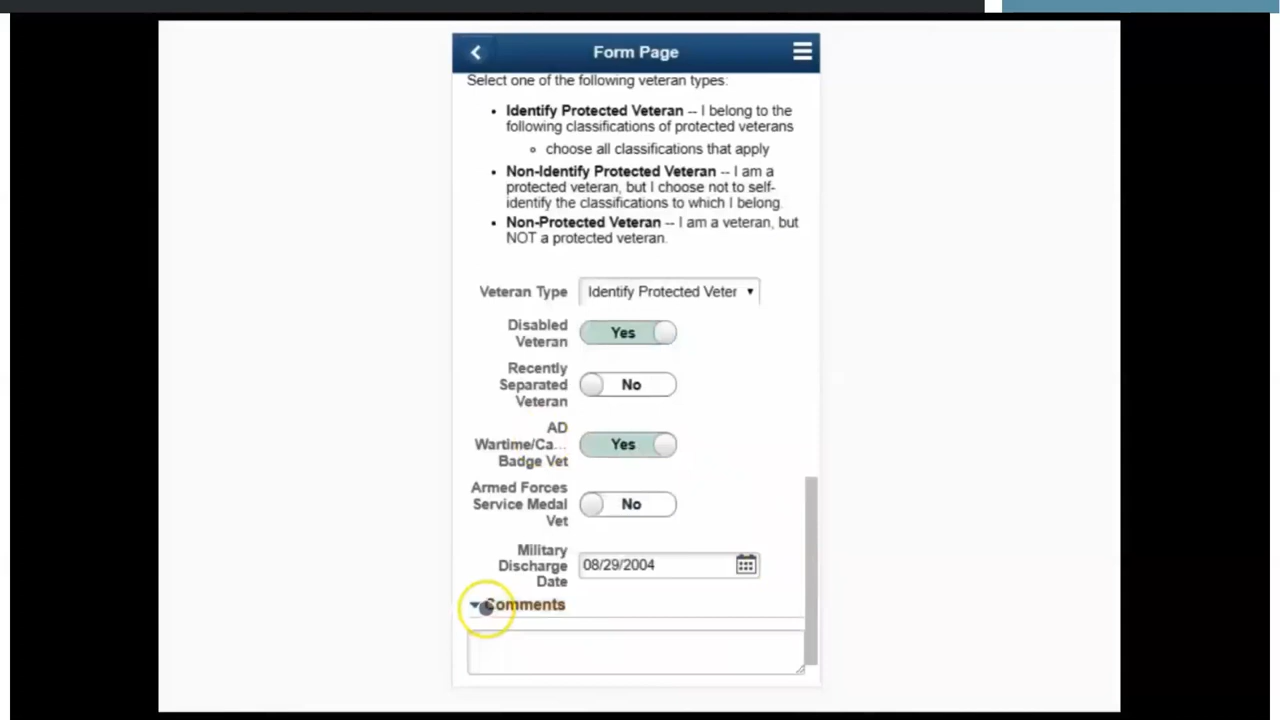 Form Page
Select one of the following veteran types:
• Identify Protected Veteran -- I belong to the
following classifications of protected veterans
◦ choose all classifications that apply
• Non-Identify Protected Veteran -- I am a
protected veteran, but I choose not to self-
identify the classifications to which I belong.
• Non-Protected Veteran -- I am a veteran, but
NOT a protected veteran.
Veteran Type Identify Protected Veter
Disabled
Veteran
Yes
Recently
Separated
Veteran
No
AD
Wartime/Ca...
Badge Vet
Yes
Armed Forces
Service Medal
Vet
No
Military
Discharge
Date
08/29/2004
Comments